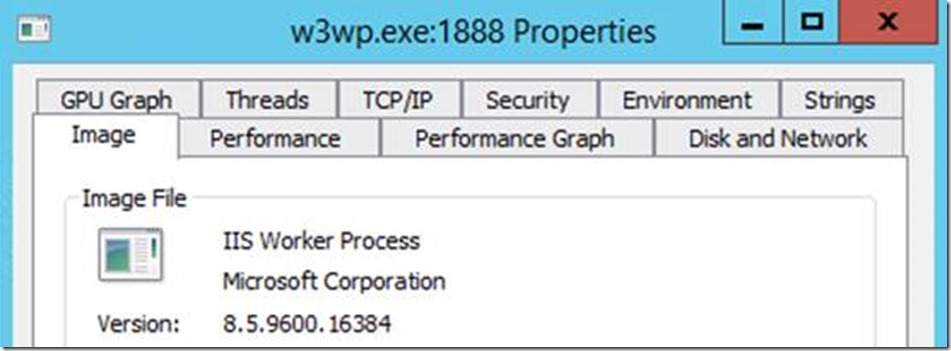 w3wp.exe:1888 Properties
GPU Graph Threads TCP/IP Security Environment Strings
Image Performance Performance Graph Disk and Network
Image File
IIS Worker Process
Microsoft Corporation
Version: 8.5.9600.16384